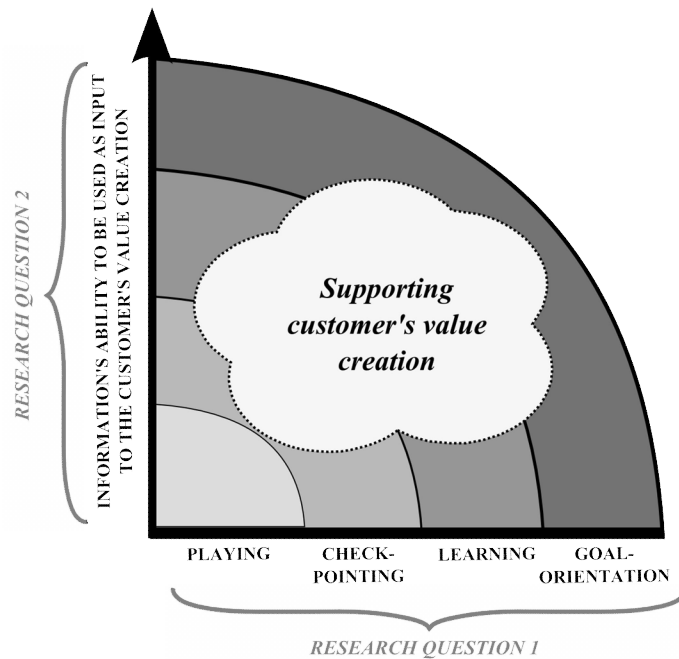 RESEARCH QUESTION 2
INFORMATION'S ABILITY TO BE USED AS INPUT
TO THE CUSTOMER'S VALUE CREATION
Supporting
customer's value
creation
PLAYING
CHECK-
POINTING
LEARNING
GOAL-
ORIENTATION
RESEARCH QUESTION 1